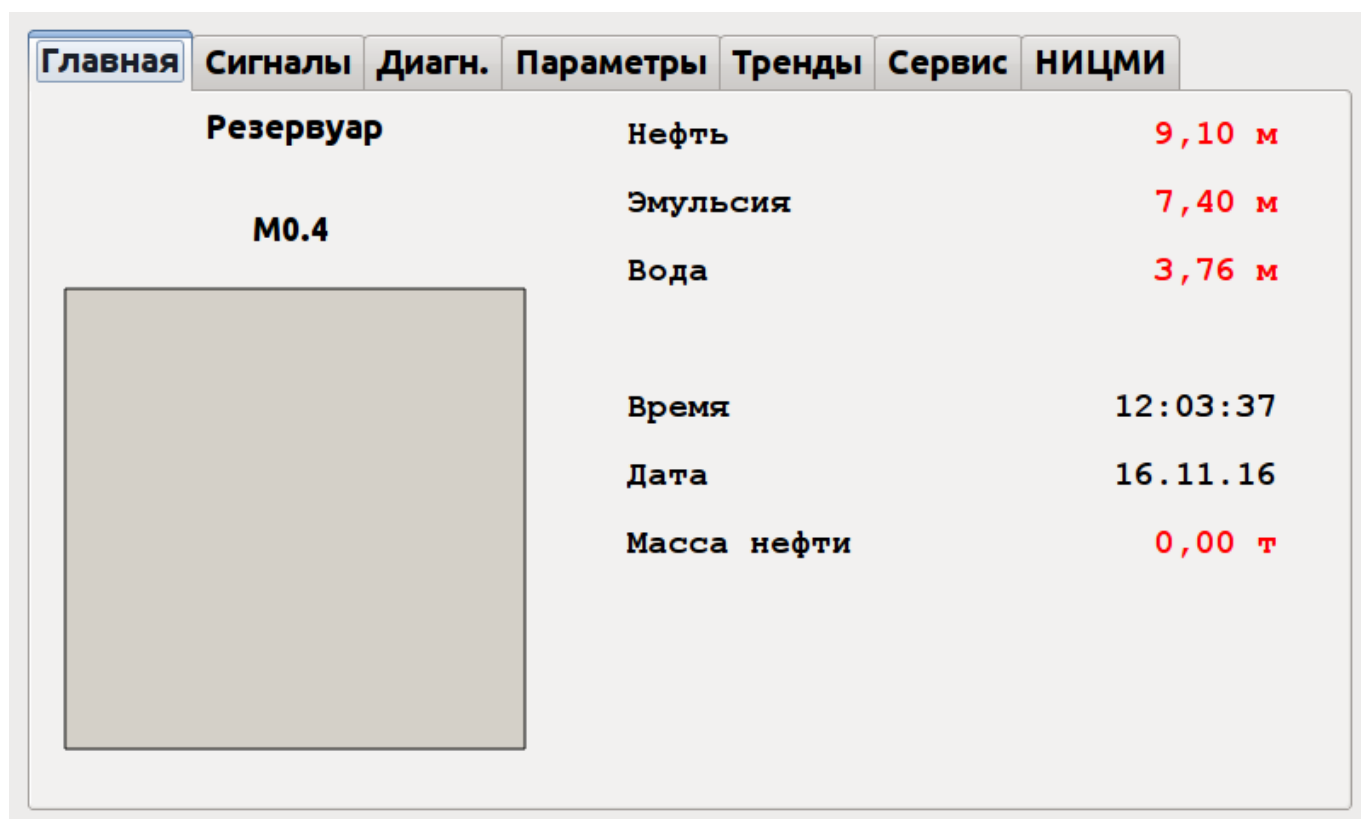 Главная Сигналы Диагн. Параметры Тренды Сервис НИЦМИ
Резервуар
М0.4
Нефть 9,10 м
Эмульсия 7,40 м
Вода 3,76 м
Время 12:03:37
Дата 16.11.16
Масса нефти 0,00 т